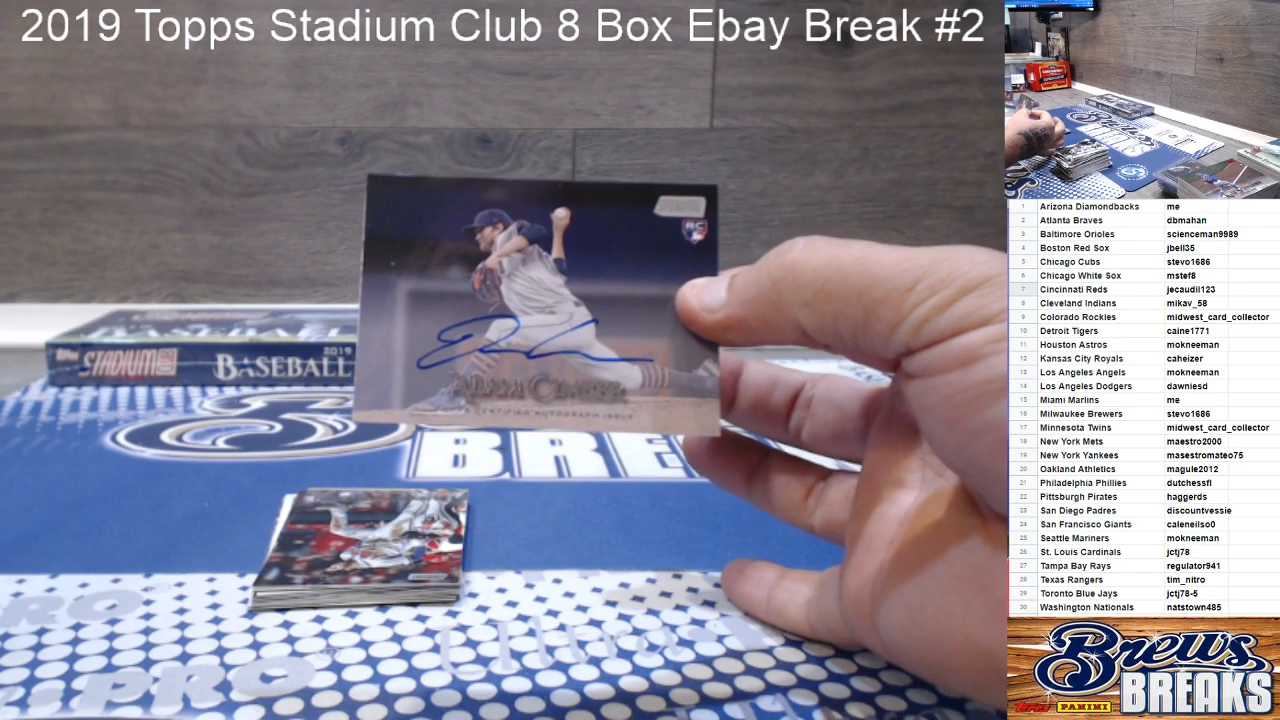 2019 Topps Stadium Club 8 Box Ebay Break #2
RC
ADAM CIMBER
CERTIFIED AUTOGRAPH ISSUE
BASEBALL
topps STADIUM CLUB 2019 BASEBALL
BRE
PRO
PRO
Brews
1 Arizona Diamondbacks me
2 Atlanta Braves dbmahan
3 Baltimore Orioles scienceman9989
4 Boston Red Sox jbell35
5 Chicago Cubs stevo1686
6 Chicago White Sox mstef8
7 Cincinnati Reds jecaudil123
8 Cleveland Indians mikav_58
9 Colorado Rockies midwest_card_collector
10 Detroit Tigers caine1771
11 Houston Astros mokneeman
12 Kansas City Royals caheizer
13 Los Angeles Angels mokneeman
14 Los Angeles Dodgers dawniesd
15 Miami Marlins me
16 Milwaukee Brewers stevo1686
17 Minnesota Twins midwest_card_collector
18 New York Mets maestro2000
19 New York Yankees masestromateo75
20 Oakland Athletics magule2012
21 Philadelphia Phillies dutchessfl
22 Pittsburgh Pirates haggerds
23 San Diego Padres discountvessie
24 San Francisco Giants caleneilso0
25 Seattle Mariners mokneeman
26 St. Louis Cardinals jctj78
27 Tampa Bay Rays regulator941
28 Texas Rangers tim_nitro
29 Toronto Blue Jays jctj78-5
30 Washington Nationals natstown485
Brews
BREAKS
topps PANINI